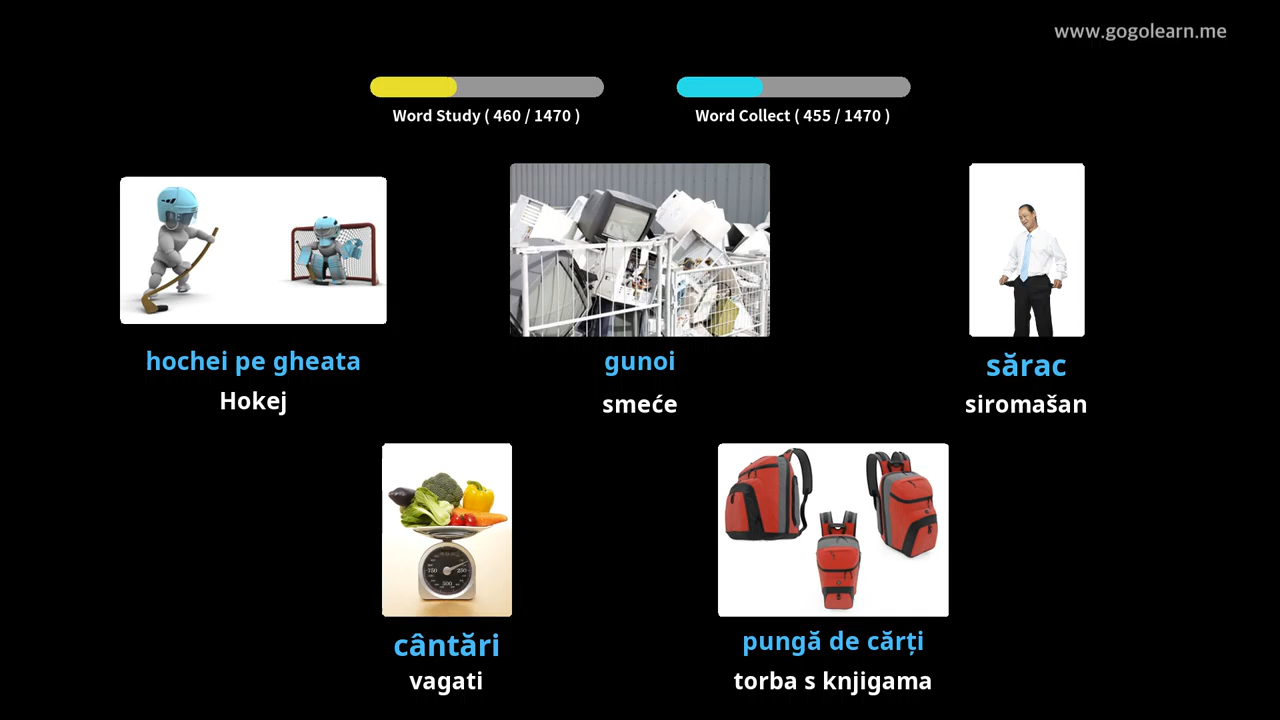 www.gogolearn.me
Word Study ( 460 / 1470 )
Word Collect ( 455 / 1470 )
hochei pe gheata
Hokej
gunoi
smeće
sărac
siromašan
cântări
vagati
pungă de cărți
torba s knjigama